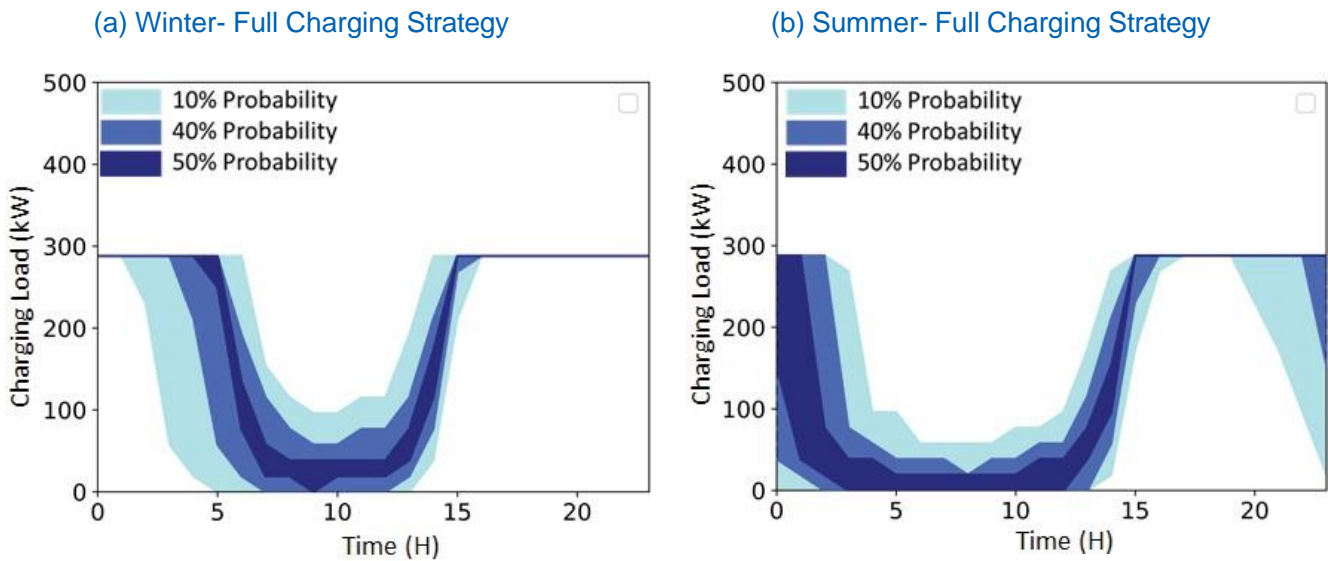 (a) Winter- Full Charging Strategy
500
400
300
200
100
0
Charging Load (kW)
10% Probability
40% Probability
50% Probability
0 5 10 15 20
Time (H)
(b) Summer- Full Charging Strategy
500
400
300
200
100
0
Charging Load (kW)
10% Probability
40% Probability
50% Probability
0 5 10 15 20
Time (H)